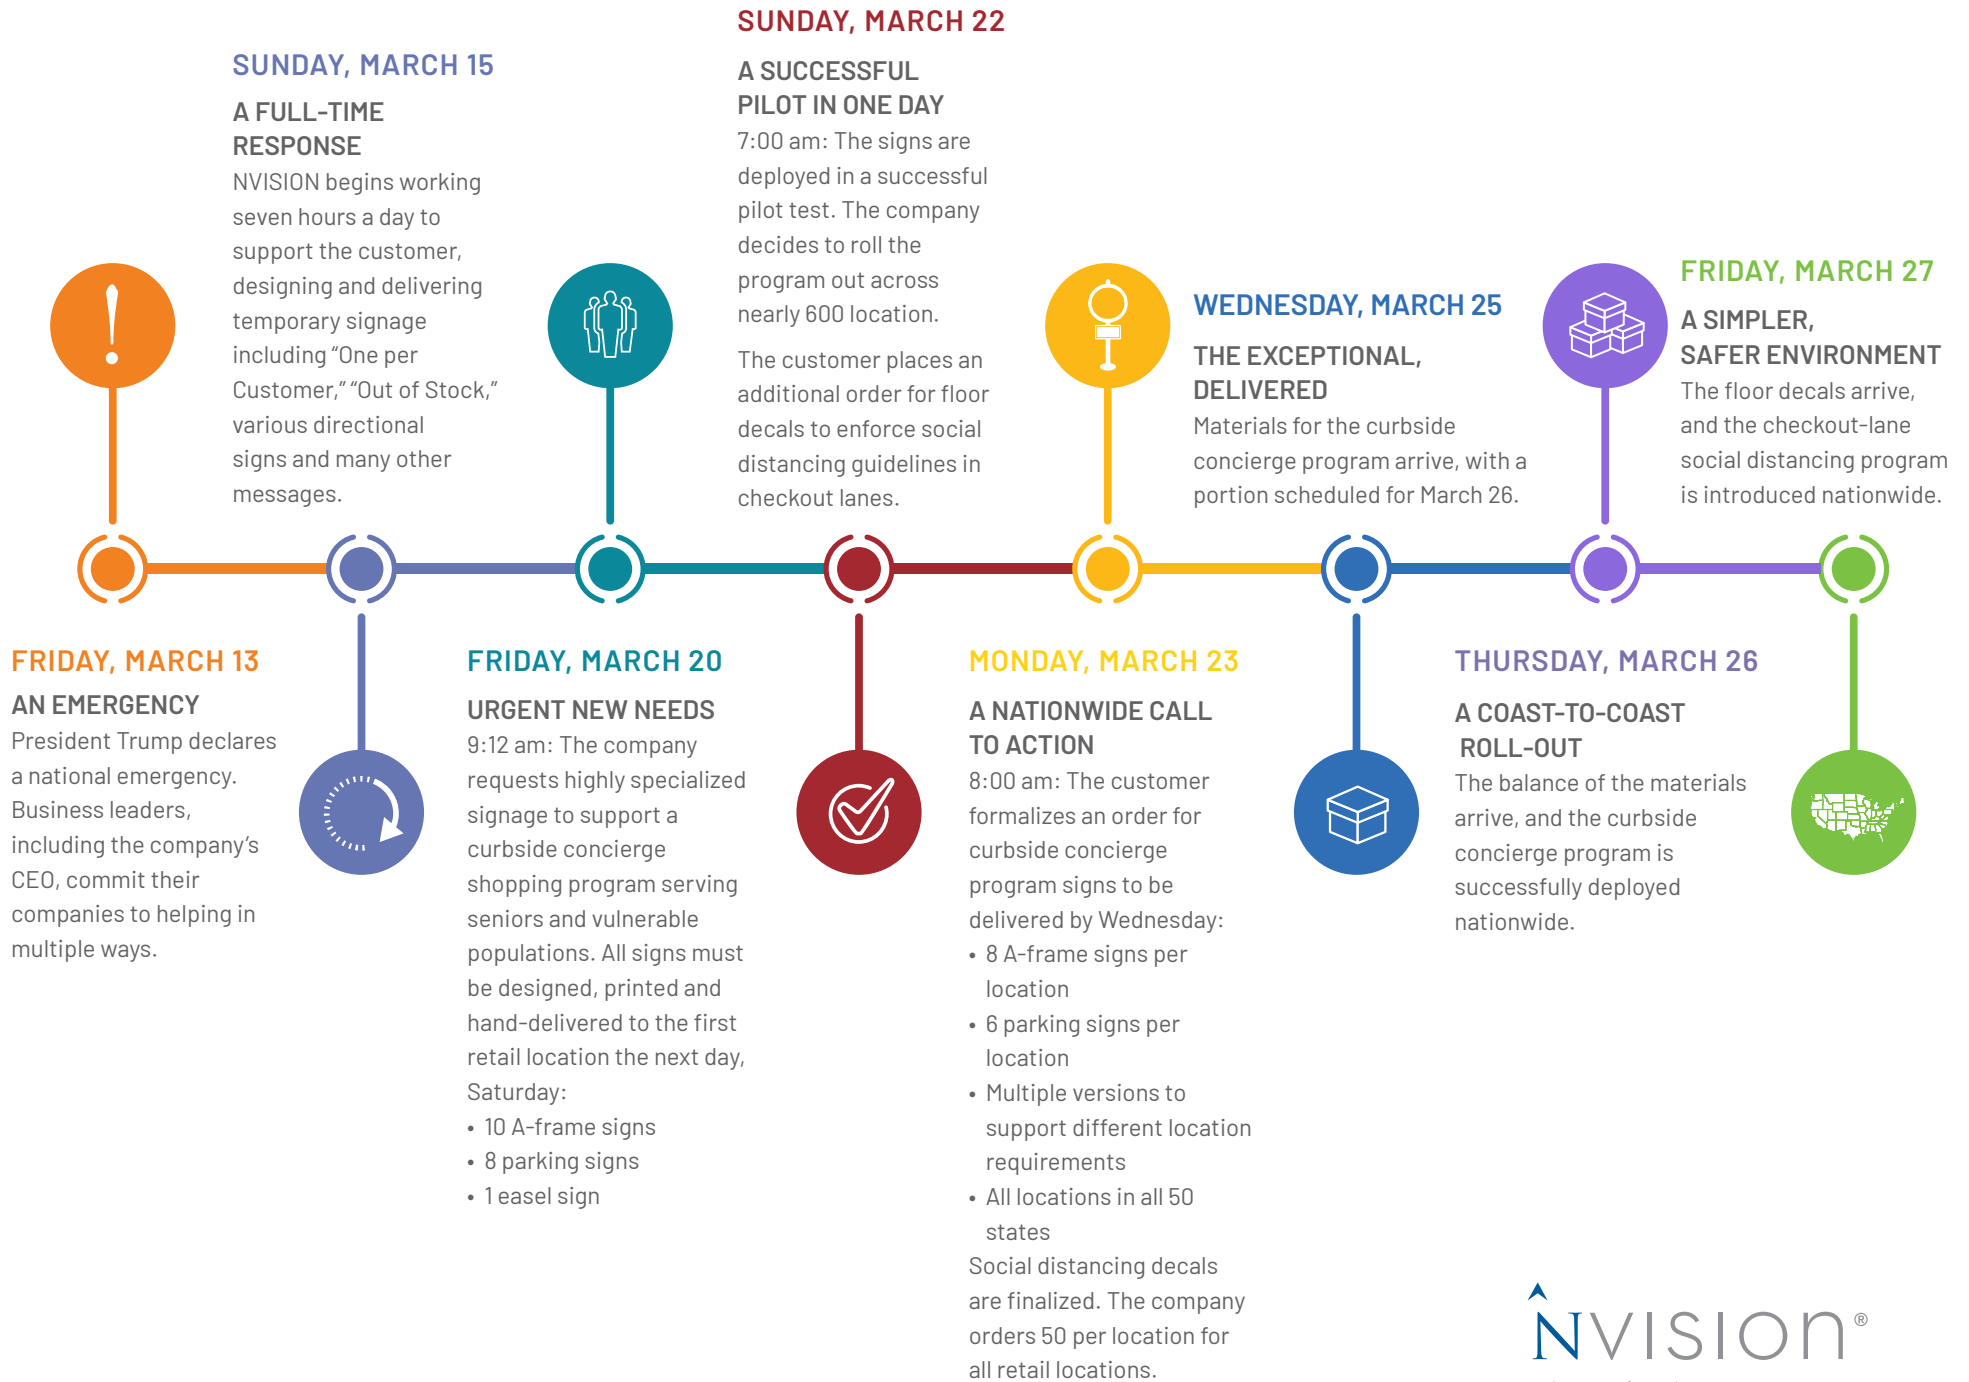 FRIDAY, MARCH 13
AN EMERGENCY
President Trump declares
a national emergency.
Business leaders,
including the company's
CEO, commit their
companies to helping in
multiple ways.
SUNDAY, MARCH 15
A FULL-TIME
RESPONSE
NVISION begins working
seven hours a day to
support the customer,
designing and delivering
temporary signage
including “One per
Customer,” “Out of Stock,”
various directional
signs and many other
messages.
FRIDAY, MARCH 20
URGENT NEW NEEDS
9:12 am: The company
requests highly specialized
signage to support a
curbside concierge
shopping program serving
seniors and vulnerable
populations. All signs must
be designed, printed and
hand-delivered to the first
retail location the next day,
Saturday:
• 10 A-frame signs
• 8 parking signs
• 1 easel sign
SUNDAY, MARCH 22
A SUCCESSFUL
PILOT IN ONE DAY
7:00 am: The signs are
deployed in a successful
pilot test. The company
decides to roll the
program out across
nearly 600 location.
The customer places an
additional order for floor
decals to enforce social
distancing guidelines in
checkout lanes.
MONDAY, MARCH 23
A NATIONWIDE CALL
TO ACTION
8:00 am: The customer
formalizes an order for
curbside concierge
program signs to be
delivered by Wednesday:
• 8 A-frame signs per
location
• 6 parking signs per
location
• Multiple versions to
support different location
requirements
• All locations in all 50
states
Social distancing decals
are finalized. The company
orders 50 per location for
all retail locations.
WEDNESDAY, MARCH 25
THE EXCEPTIONAL,
DELIVERED
Materials for the curbside
concierge program arrive, with a
portion scheduled for March 26.
THURSDAY, MARCH 26
A COAST-TO-COAST
ROLL-OUT
The balance of the materials
arrive, and the curbside
concierge program is
successfully deployed
nationwide.
FRIDAY, MARCH 27
A SIMPLER,
SAFER ENVIRONMENT
The floor decals arrive,
and the checkout-lane
social distancing program
is introduced nationwide.
NVISION®